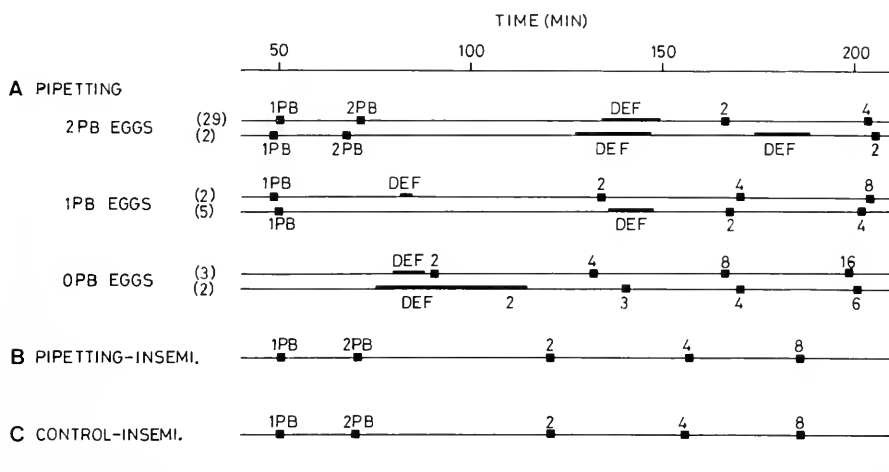 TIME (MIN)
50 100 150 200
A PIPETTING
1PB 2PB DEF 2 4
2PB EGGS (29)
(2)
1PB 2PB DEF DEF 2
1PB DEF 2 4 8
1PB EGGS (2)
(5)
1PB DEF 2 4
DEF 2 4 8 16
0PB EGGS (3)
(2)
DEF 2 3 4 6
1PB 2PB 2 4 8
B PIPETTING-INSEMI.
1PB 2PB 2 4 8
C CONTROL-INSEMI.